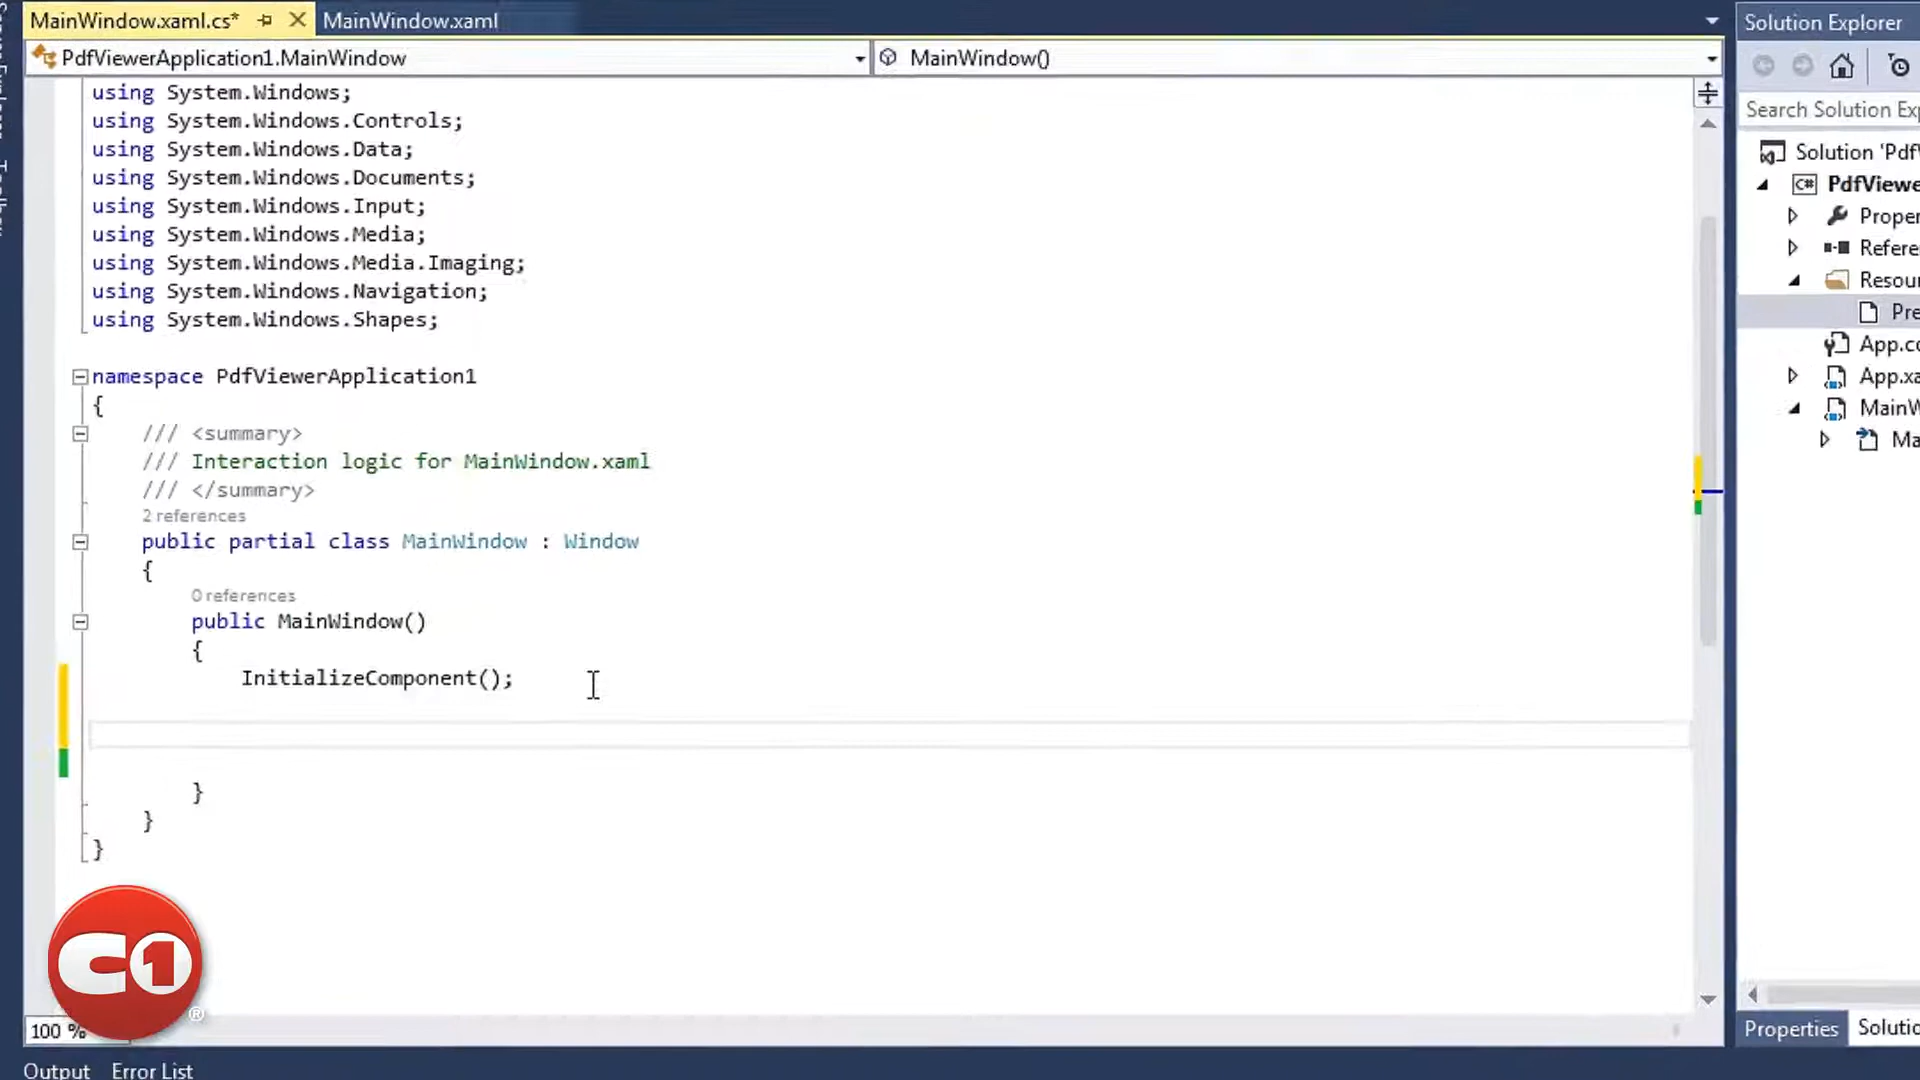 MainWindow.xaml.cs*
MainWindow.xaml
Solution Explorer
PdfViewerApplication1.MainWindow
MainWindow()
using System.Windows;
using System.Windows.Controls;
using System.Windows.Data;
using System.Windows.Documents;
using System.Windows.Input;
using System.Windows.Media;
using System.Windows.Media.Imaging;
using System.Windows.Navigation;
using System.Windows.Shapes;
namespace PdfViewerApplication1
{
/// <summary>
/// Interaction logic for MainWindow.xaml
/// </summary>
2 references
public partial class MainWindow : Window
{
0 references
public MainWindow()
{
InitializeComponent();
}
}
}
Search Solution Exp
Solution 'Pdf
C# PdfViewe
Proper
Refere
Resou
Pre
App.co
App.xa
MainW
Ma
C1
®
100 %
Properties
Solutio
Output
Error List